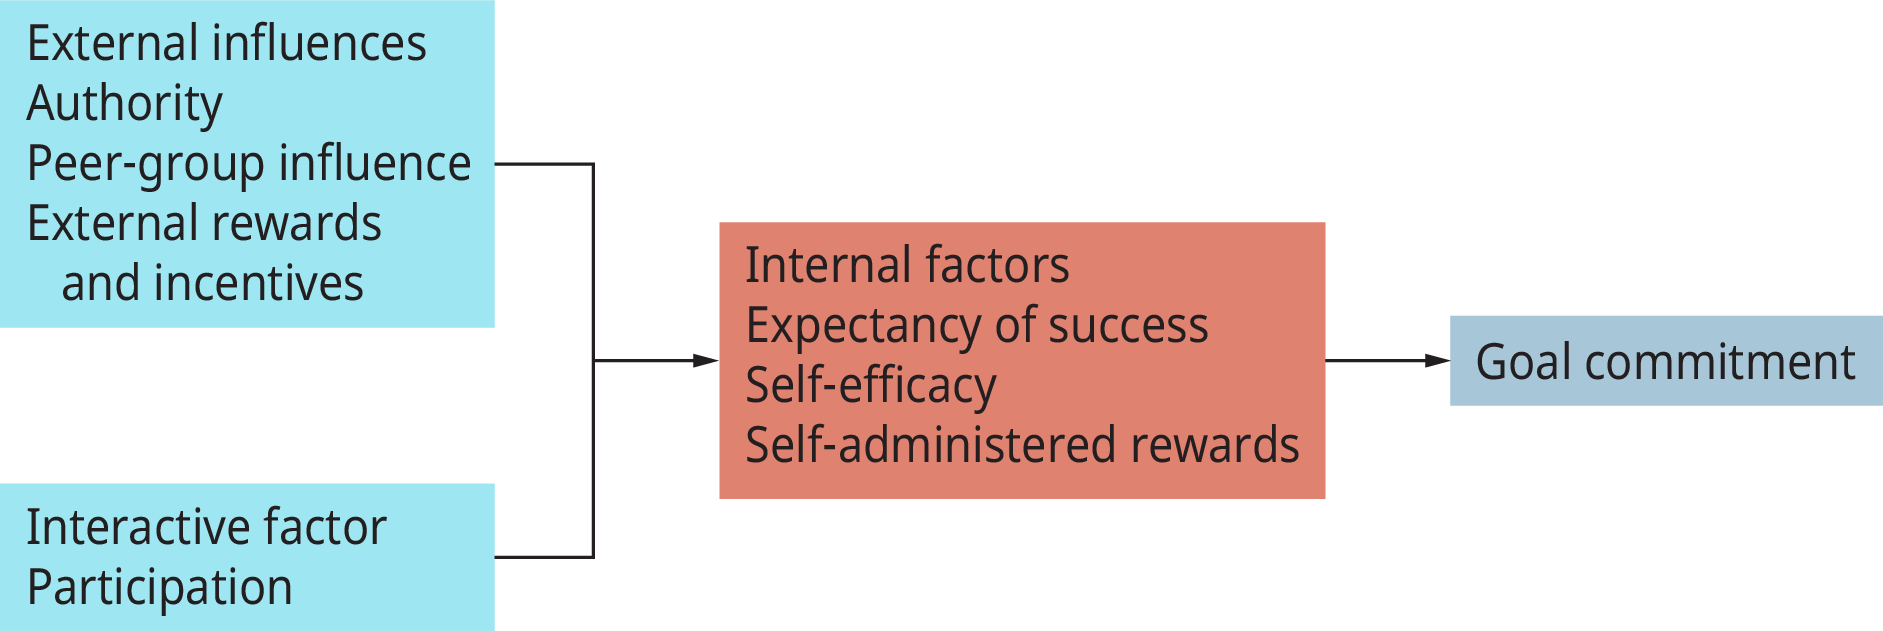 External influences
Authority
Peer-group influence
External rewards
and incentives
Interactive factor
Participation
Internal factors
Expectancy of success
Self-efficacy
Self-administered rewards
Goal commitment